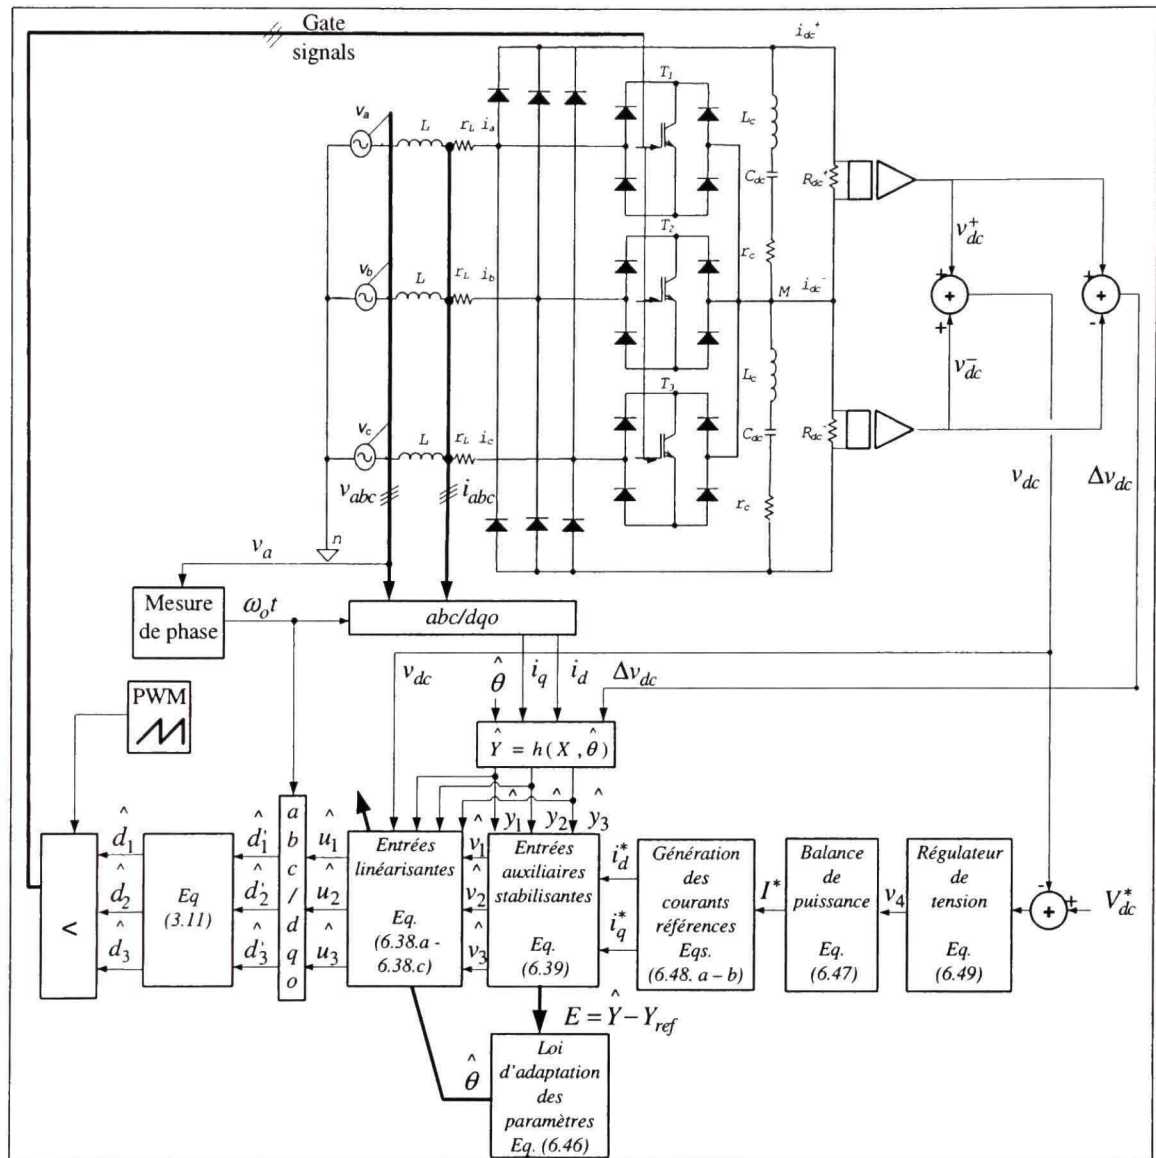 Gate
signals
i_dc^+
T_1
v_a
L
r_L i_a
L_c
C_dc
R_dc^+
r_c
v_dc^+
T_2
v_b
L
r_L i_b
M i_dc^-
+
+
+
+
+
-
v_dc^-
T_3
L_c
C_dc
R_dc^-
r_c
v_c
L
r_L i_c
v_abc
i_abc
v_dc
Δv_dc
n
v_a
Mesure
de phase
ω_o t
abc/dqo
v_dc
θ̂
i_q
i_d
Δv_dc
PWM
Ŷ = h(X, θ̂)
ŷ_1
ŷ_2
ŷ_3
<
d̂_1
d̂_2
d̂_3
Eq
(3.11)
d̂'_1
d̂'_2
d̂'_3
a
b
c
/
d
q
o
û_1
û_2
û_3
Entrées
linéarisantes
Eq.
(6.38.a -
6.38.c)
v̂_1
v̂_2
v̂_3
Entrées
auxiliaires
stabilisantes
Eq.
(6.39)
i_d^*
i_q^*
Génération
des
courants
références
Eqs.
(6.48. a – b)
I^*
Balance
de
puissance
Eq.
(6.47)
v_4
Régulateur
de
tension
Eq.
(6.49)
-
+
+
V_dc^*
E = Ŷ − Y_ref
θ̂
Loi
d'adaptation
des
paramètres
Eq. (6.46)